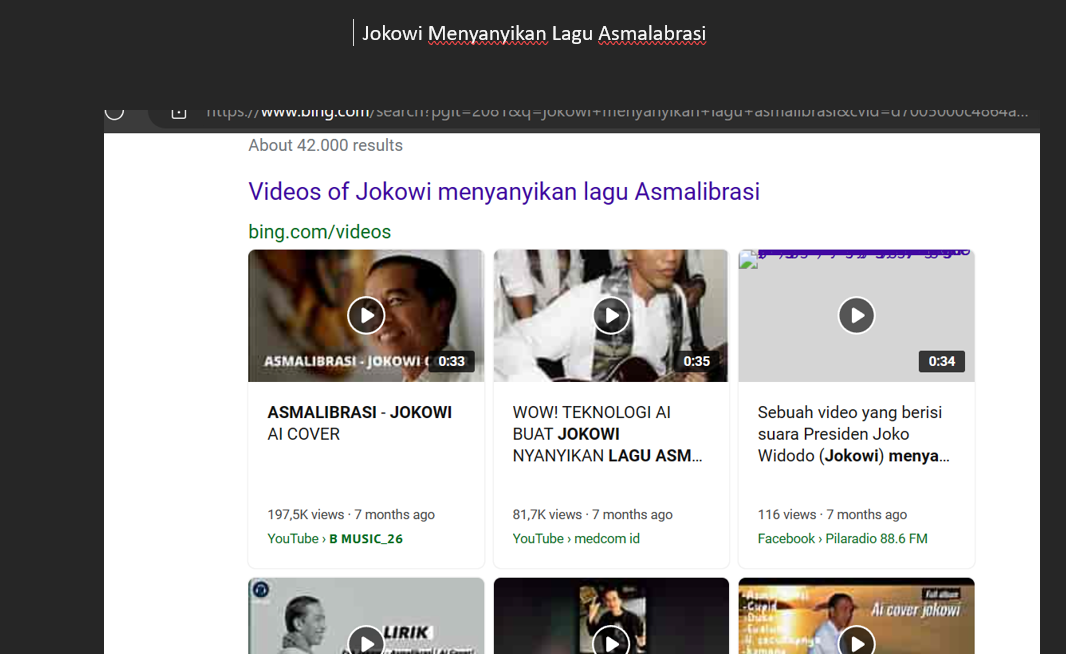 Jokowi Menyanyikan Lagu Asmalabrasi
https://www.bing.com/search?pglt=2081&q=jokowi+menyanyikan+lagu+asmalibrasi&cvid=d7005000c4864a...
About 42.000 results
Videos of Jokowi menyanyikan lagu Asmalibrasi
bing.com/videos
ASMALIBRASI - JOKOWI
0:33
0:35
0:34
ASMALIBRASI - JOKOWI
AI COVER
197,5K views · 7 months ago
YouTube › B MUSIC_26
WOW! TEKNOLOGI AI
BUAT JOKOWI
NYANYIKAN LAGU ASM...
81,7K views · 7 months ago
YouTube › medcom id
Sebuah video yang berisi
suara Presiden Joko
Widodo (Jokowi) menya...
116 views · 7 months ago
Facebook › Pilaradio 88.6 FM
LIRIK
Full album
Ai cover jokowi